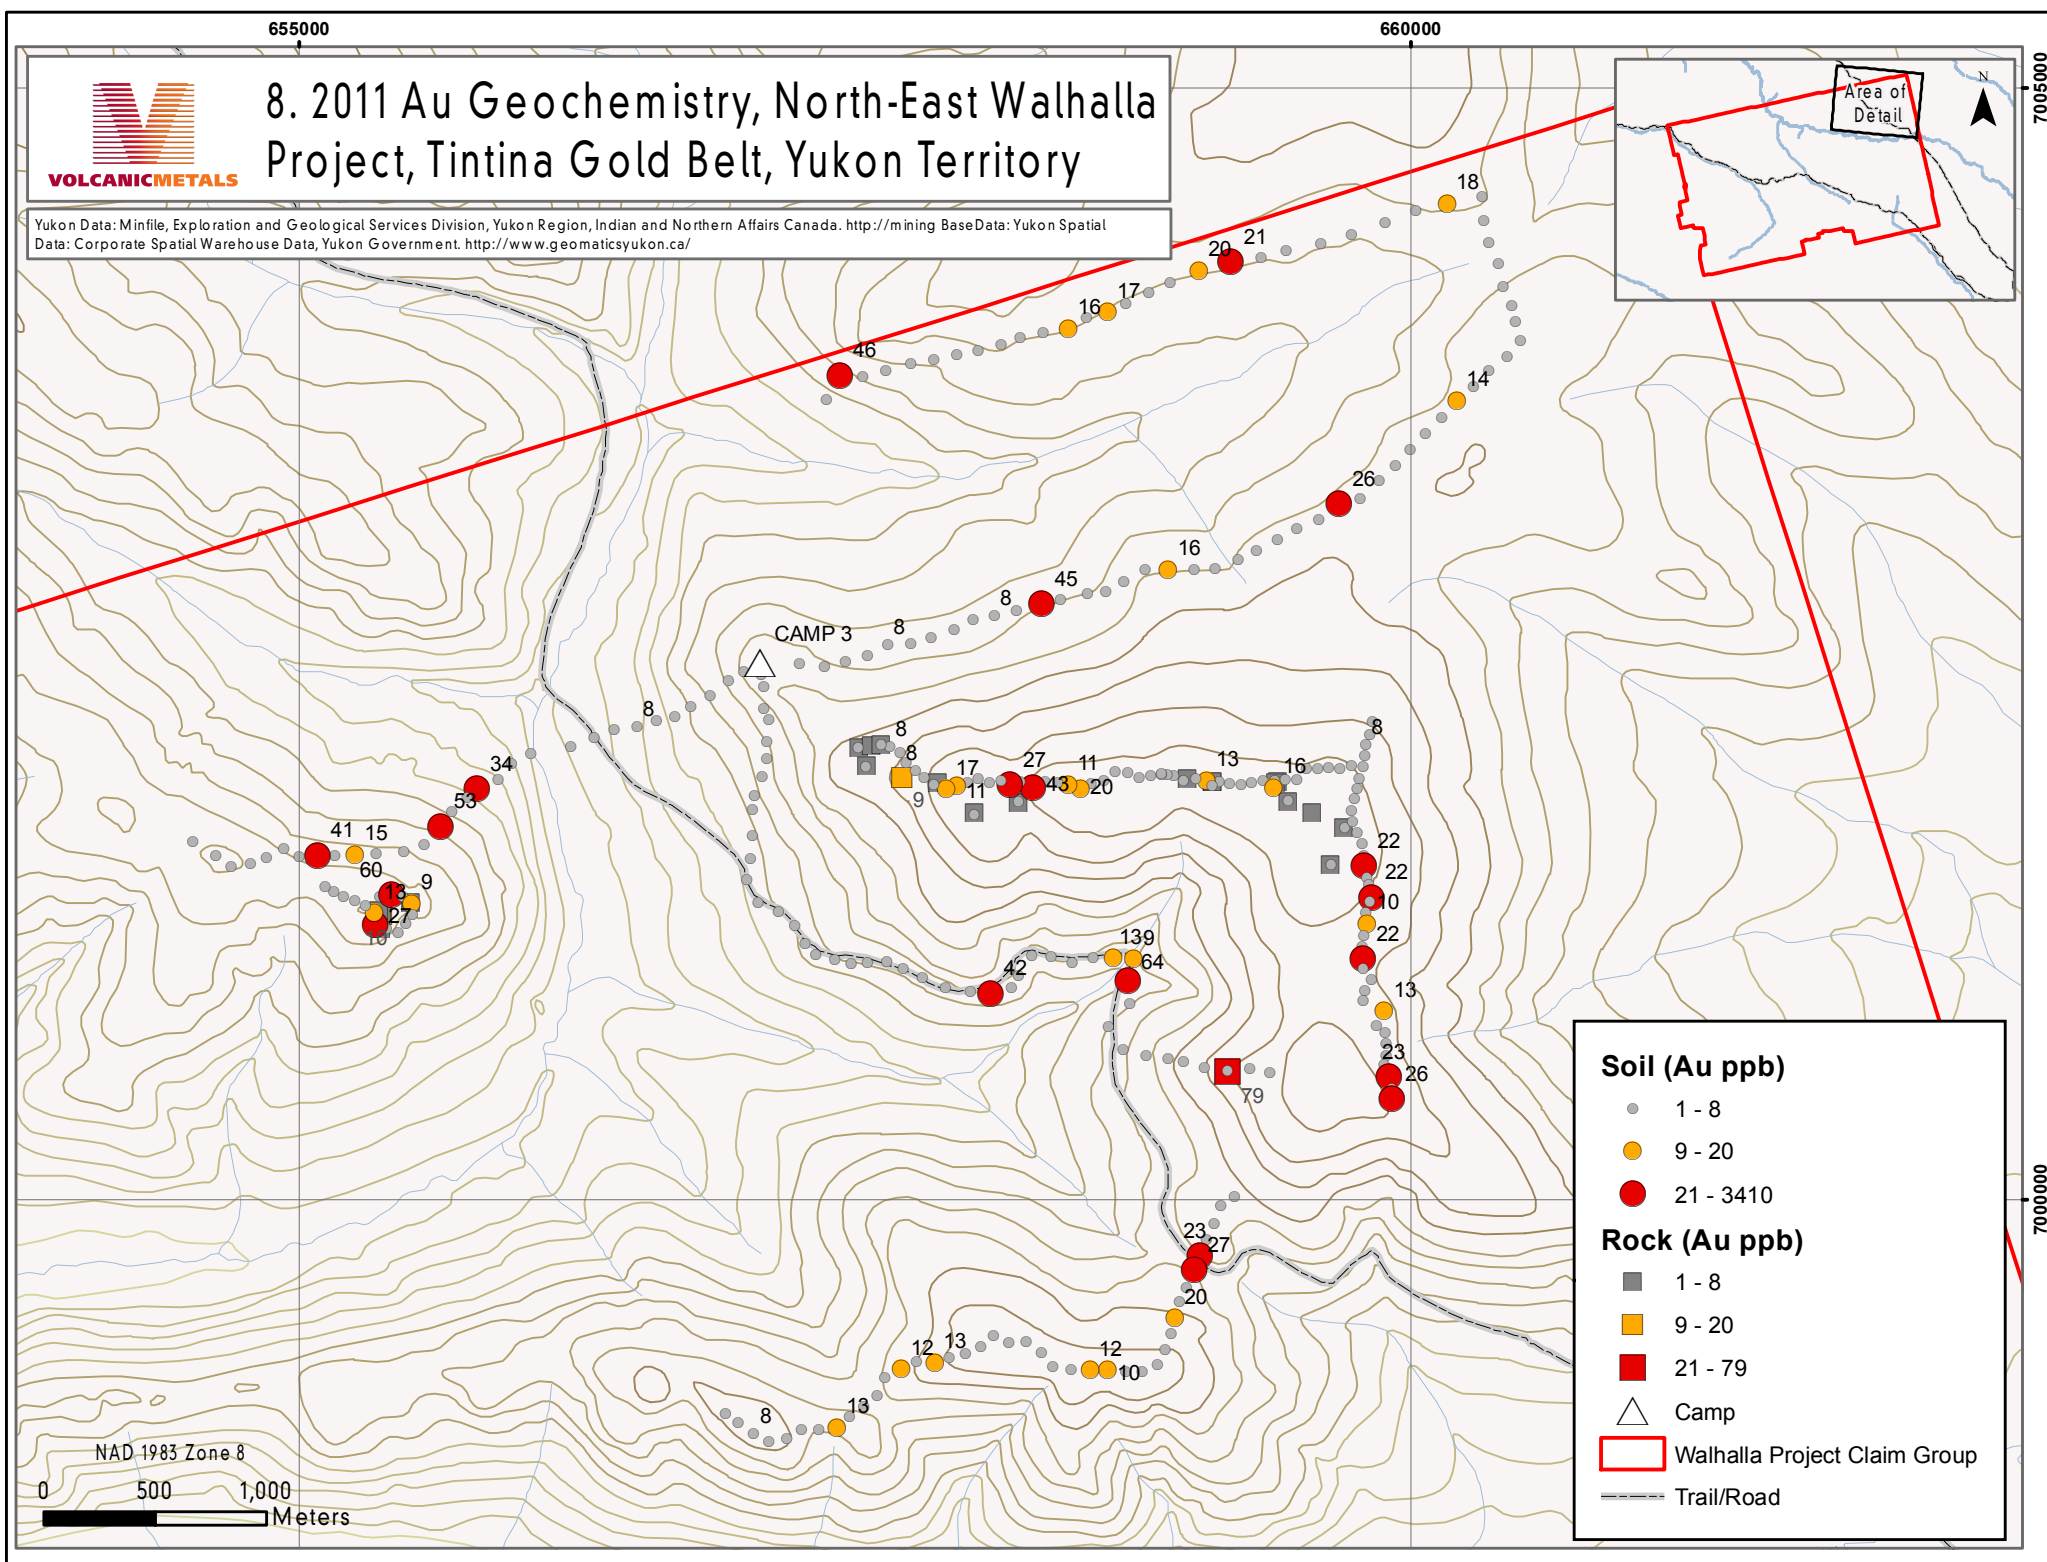 655000
660000
7005000
8. 2011 Au Geochemistry, North-East Walhalla
Project, Tintina Gold Belt, Yukon Territory
VOLCANICMETALS
Yukon Data: Minfile, Exploration and Geological Services Division, Yukon Region, Indian and Northern Affairs Canada. http://mining BaseData: Yukon Spatial
Data: Corporate Spatial Warehouse Data, Yukon Government. http://www.geomaticsyukon.ca/
Area of
Detail
N
18
21
20
17
16
46
14
26
16
45
8
8
CAMP 3
8
8
8
8
9
17
11
27
43
11
20
13
16
34
53
41
15
60
9
13
27
10
22
22
10
22
13
23
26
139
64
42
79
7000000
23
27
20
12
13
12
10
13
8
Soil (Au ppb)
1 - 8
9 - 20
21 - 3410
Rock (Au ppb)
1 - 8
9 - 20
21 - 79
Camp
Walhalla Project Claim Group
Trail/Road
NAD 1983 Zone 8
0 500 1,000
Meters